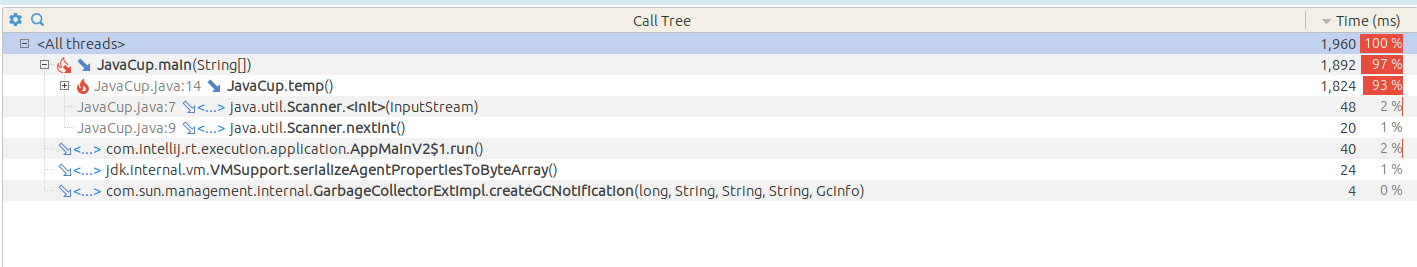 Call Tree Time (ms)
<All threads> 1,960 100 %
JavaCup.main(String[]) 1,892 97 %
JavaCup.java:14 JavaCup.temp() 1,824 93 %
JavaCup.java:7 <...> java.util.Scanner.<init>(InputStream) 48 2 %
JavaCup.java:9 <...> java.util.Scanner.nextInt() 20 1 %
<...> com.intellij.rt.execution.application.AppMainV2$1.run() 40 2 %
<...> jdk.internal.vm.VMSupport.serializeAgentPropertiesToByteArray() 24 1 %
<...> com.sun.management.internal.GarbageCollectorExtImpl.createGCNotification(long, String, String, String, GcInfo) 4 0 %